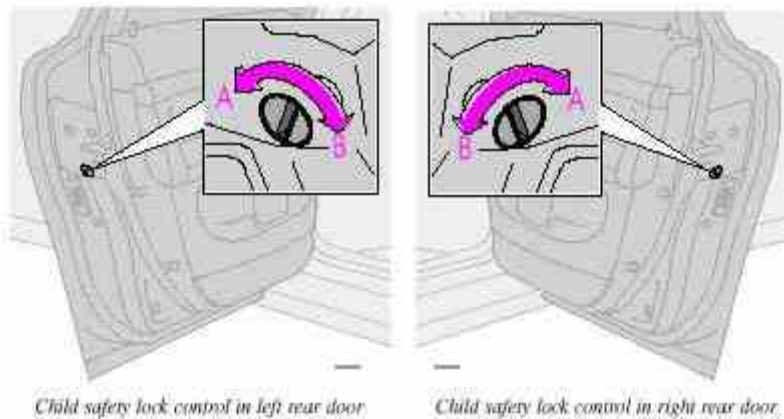 A
B
A
B
Child safety lock control in left rear door
Child safety lock control in right rear door